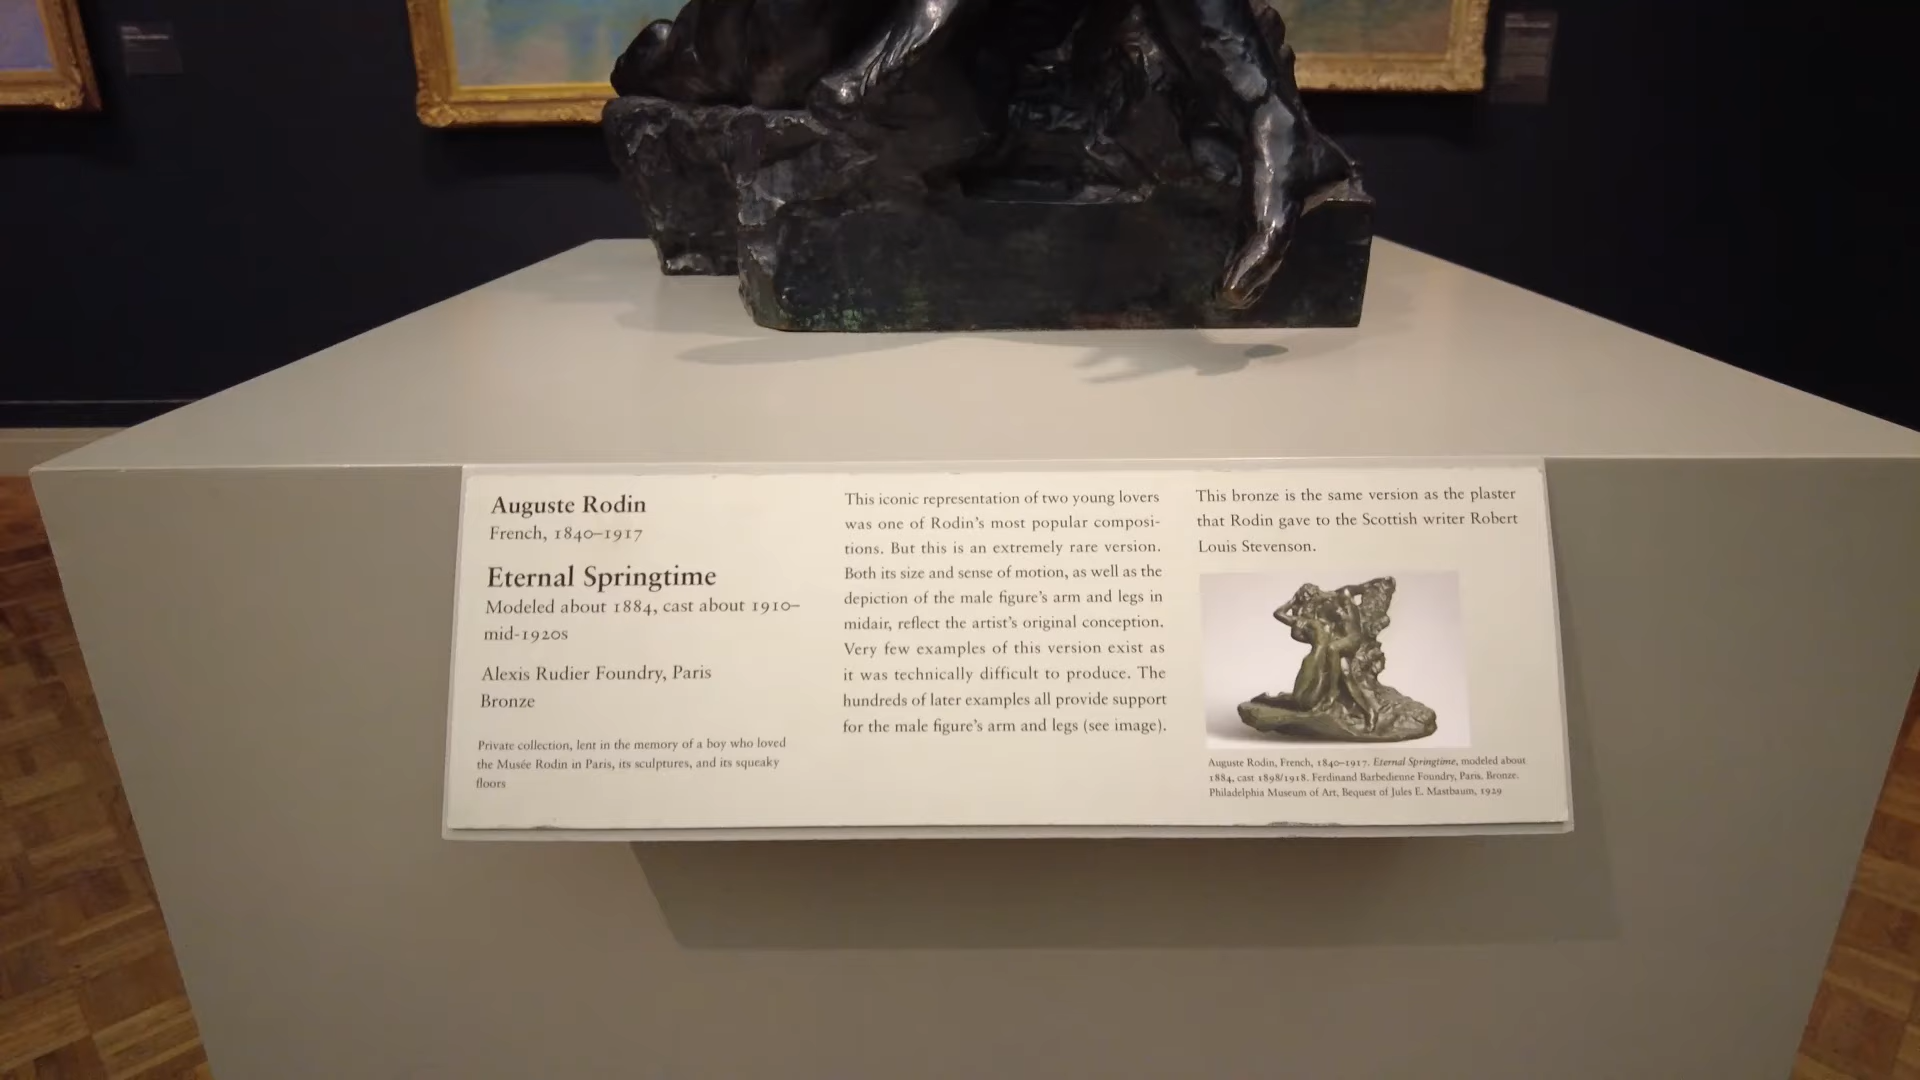 Auguste Rodin
French, 1840–1917
Eternal Springtime
Modeled about 1884, cast about 1910–
mid-1920s
Alexis Rudier Foundry, Paris
Bronze
Private collection, lent in the memory of a boy who loved
the Musée Rodin in Paris, its sculptures, and its squeaky
floors
This iconic representation of two young lovers
was one of Rodin's most popular composi-
tions. But this is an extremely rare version.
Both its size and sense of motion, as well as the
depiction of the male figure's arm and legs in
midair, reflect the artist's original conception.
Very few examples of this version exist as
it was technically difficult to produce. The
hundreds of later examples all provide support
for the male figure's arm and legs (see image).
This bronze is the same version as the plaster
that Rodin gave to the Scottish writer Robert
Louis Stevenson.
Auguste Rodin, French, 1840–1917. Eternal Springtime, modeled about
1884, cast 1898/1918. Ferdinand Barbedienne Foundry, Paris. Bronze.
Philadelphia Museum of Art, Bequest of Jules E. Mastbaum, 1929